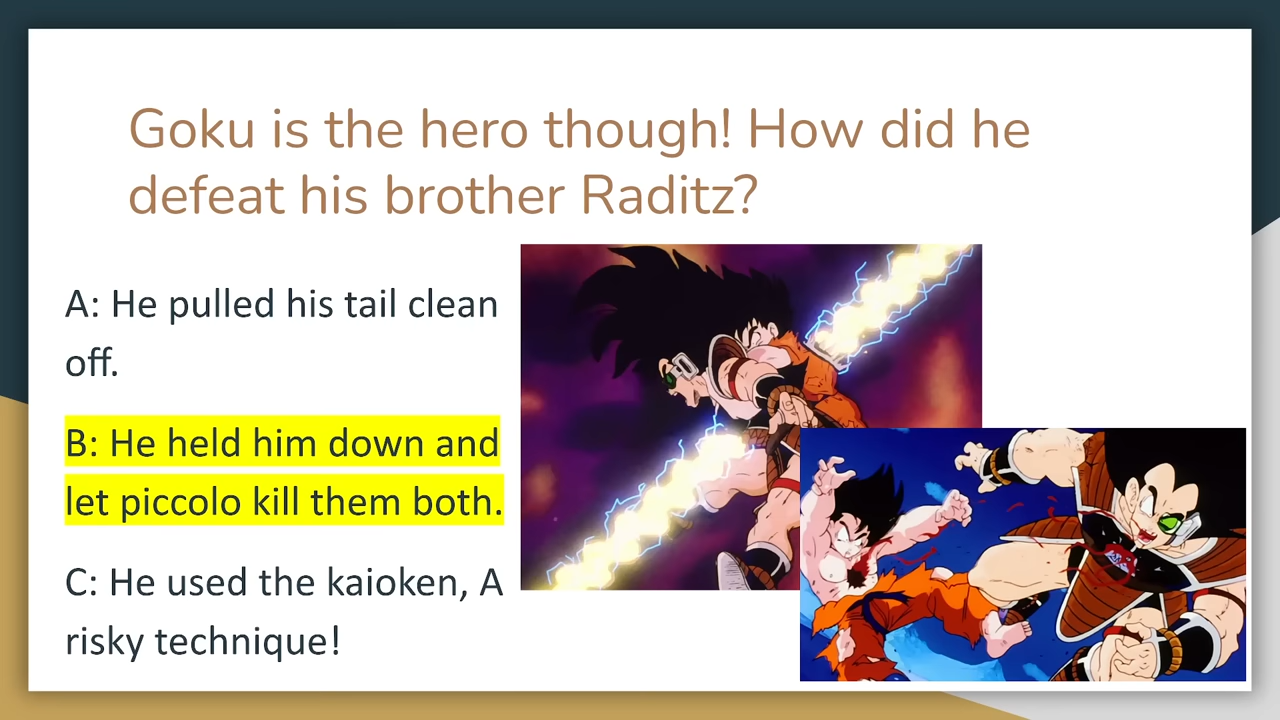 Goku is the hero though! How did he
defeat his brother Raditz?
A: He pulled his tail clean
off.
B: He held him down and
let piccolo kill them both.
C: He used the kaioken, A
risky technique!